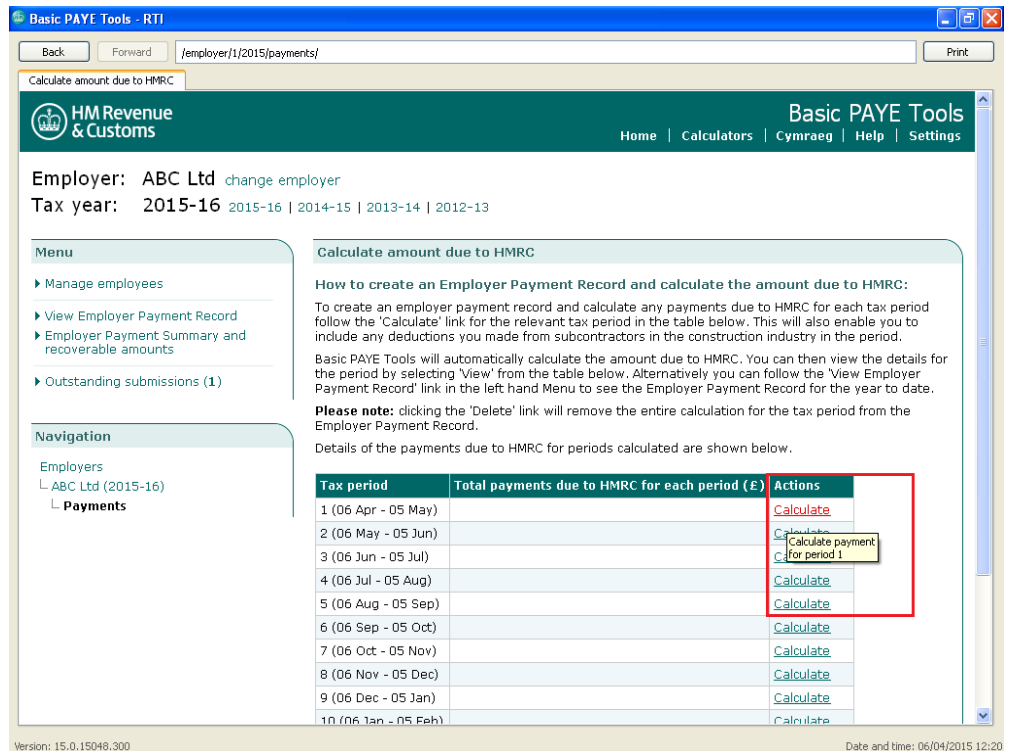 Basic PAYE Tools - RTI
Back Forward /employer/1/2015/payments/ Print
Calculate amount due to HMRC
HM Revenue
& Customs
Basic PAYE Tools
Home | Calculators | Cymraeg | Help | Settings
Employer: ABC Ltd change employer
Tax year: 2015-16 2015-16 | 2014-15 | 2013-14 | 2012-13
Menu
Manage employees
View Employer Payment Record
Employer Payment Summary and
recoverable amounts
Outstanding submissions (1)
Navigation
Employers
ABC Ltd (2015-16)
Payments
Calculate amount due to HMRC
How to create an Employer Payment Record and calculate the amount due to HMRC:
To create an employer payment record and calculate any payments due to HMRC for each tax period
follow the 'Calculate' link for the relevant tax period in the table below. This will also enable you to
include any deductions you made from subcontractors in the construction industry in the period.
Basic PAYE Tools will automatically calculate the amount due to HMRC. You can then view the details for
the period by selecting 'View' from the table below. Alternatively you can follow the 'View Employer
Payment Record' link in the left hand Menu to see the Employer Payment Record for the year to date.
Please note: clicking the 'Delete' link will remove the entire calculation for the tax period from the
Employer Payment Record.
Details of the payments due to HMRC for periods calculated are shown below.
Tax period Total payments due to HMRC for each period (£) Actions
1 (06 Apr - 05 May) Calculate
2 (06 May - 05 Jun)
Calculate payment
for period 1
3 (06 Jun - 05 Jul)
4 (06 Jul - 05 Aug) Calculate
5 (06 Aug - 05 Sep) Calculate
6 (06 Sep - 05 Oct) Calculate
7 (06 Oct - 05 Nov) Calculate
8 (06 Nov - 05 Dec) Calculate
9 (06 Dec - 05 Jan) Calculate
10 (06 Jan - 05 Feb) Calculate
Version: 15.0.15048.300 Date and time: 06/04/2015 12:20